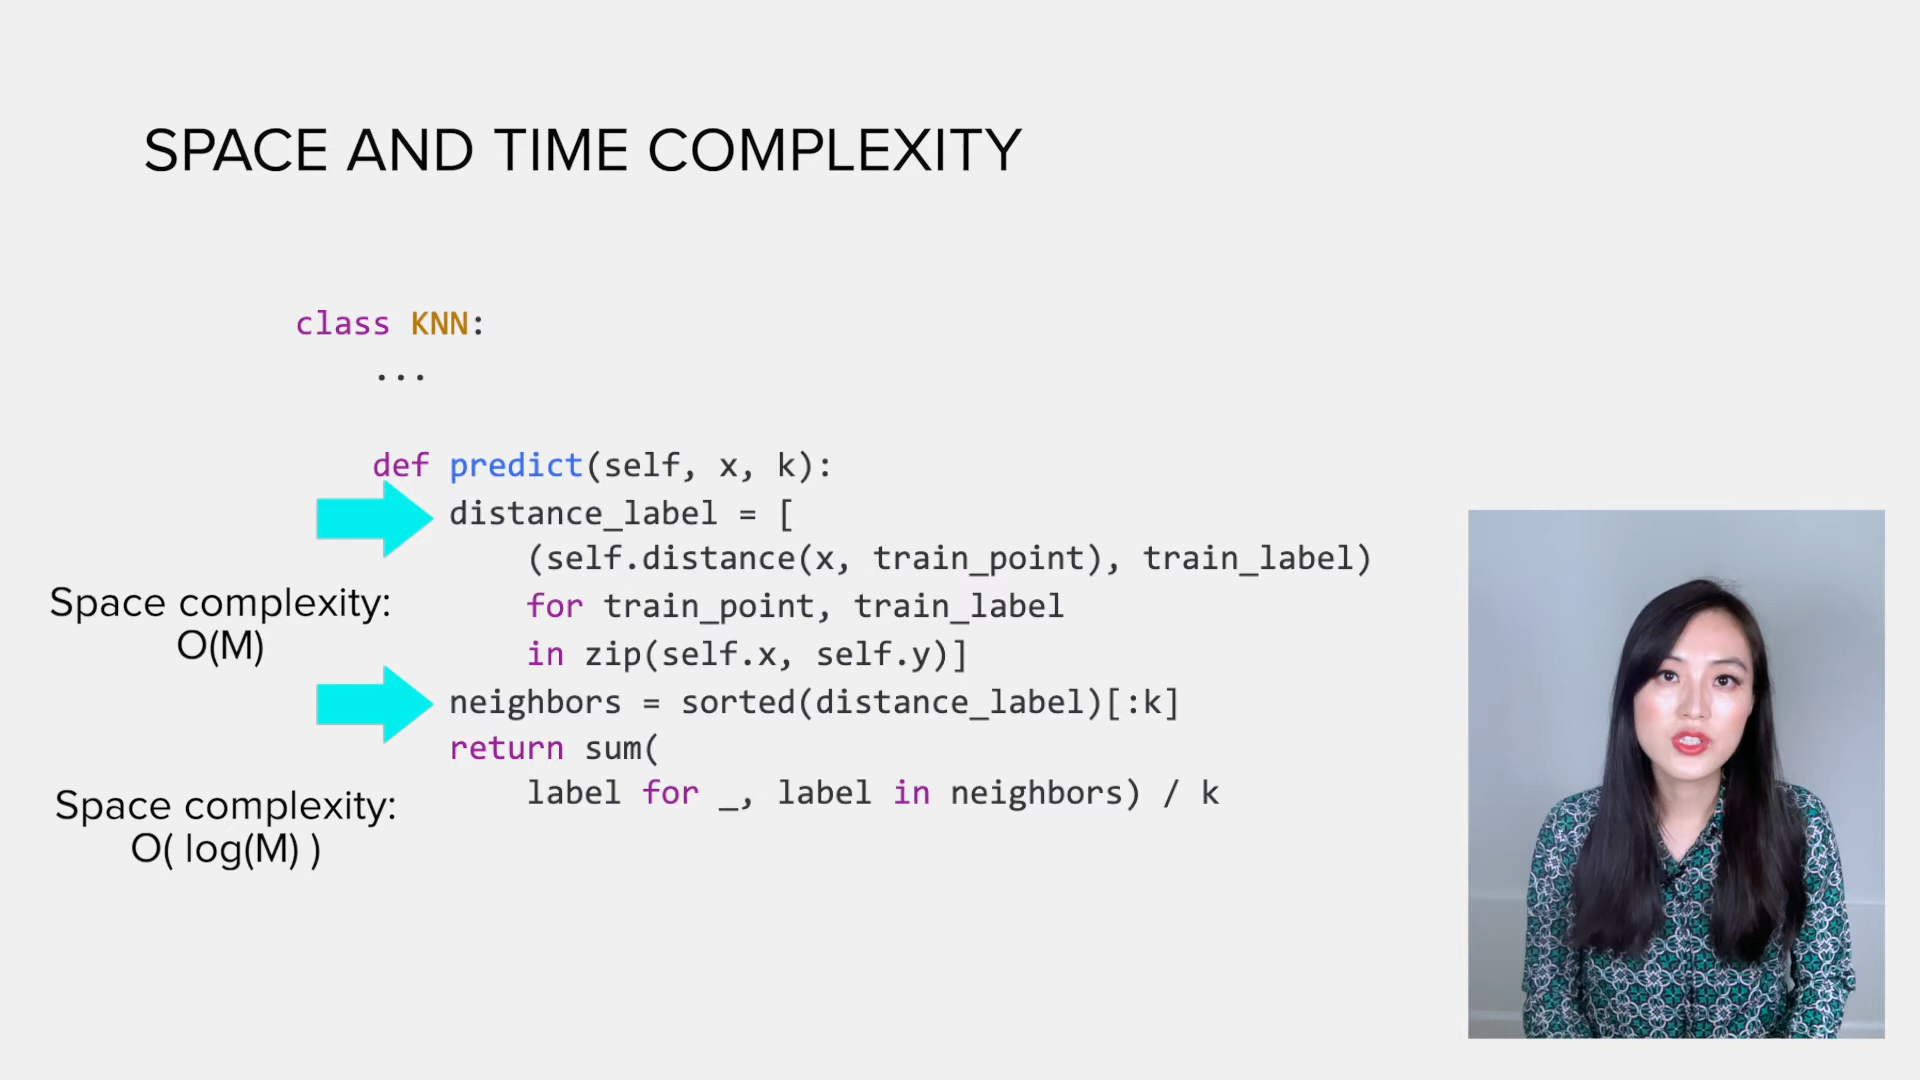 SPACE AND TIME COMPLEXITY
class KNN:
...
def predict(self, x, k):
distance_label = [
(self.distance(x, train_point), train_label)
for train_point, train_label
in zip(self.x, self.y)]
neighbors = sorted(distance_label)[:k]
return sum(
label for _, label in neighbors) / k
Space complexity:
O(M)
Space complexity:
O( log(M) )